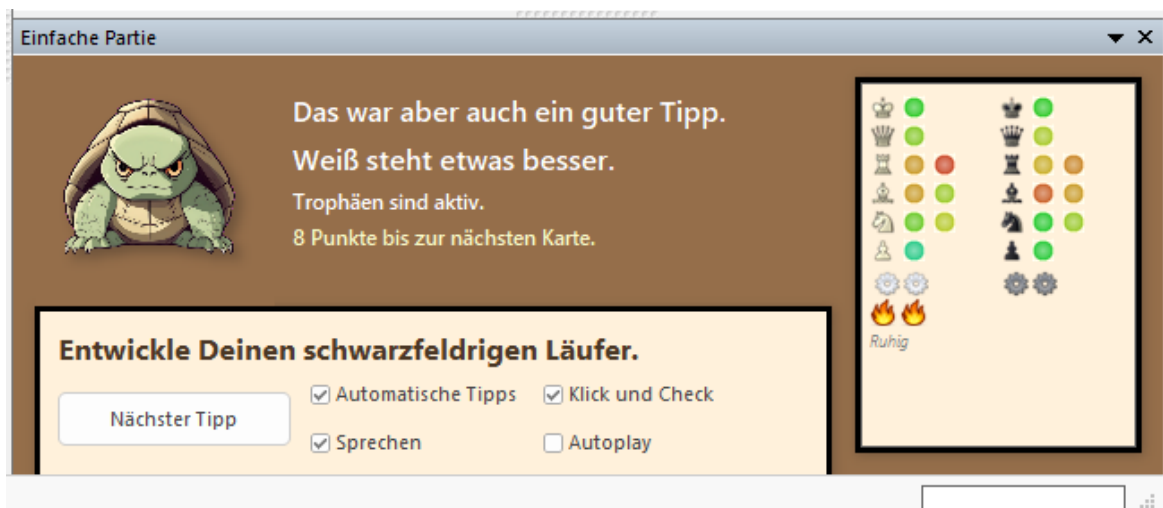 Einfache Partie
Das war aber auch ein guter Tipp.
Weiß steht etwas besser.
Trophäen sind aktiv.
8 Punkte bis zur nächsten Karte.
Ruhig
Entwickle Deinen schwarzfeldrigen Läufer.
Nächster Tipp
Automatische Tipps
Klick und Check
Sprechen
Autoplay